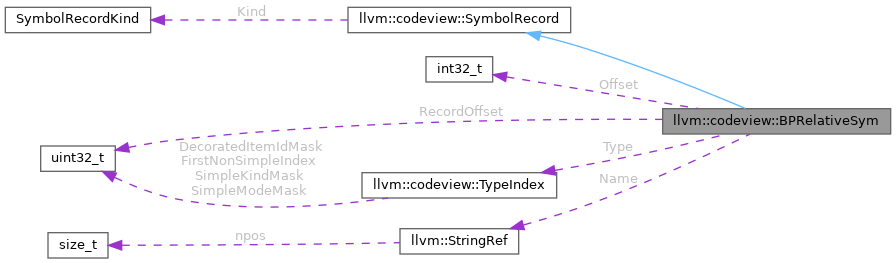 SymbolRecordKind
Kind
llvm::codeview::SymbolRecord
int32_t
Offset
RecordOffset
llvm::codeview::BPRelativeSym
uint32_t
DecoratedItemIdMask
FirstNonSimpleIndex
SimpleKindMask
SimpleModeMask
Type
llvm::codeview::TypeIndex
Name
size_t
npos
llvm::StringRef